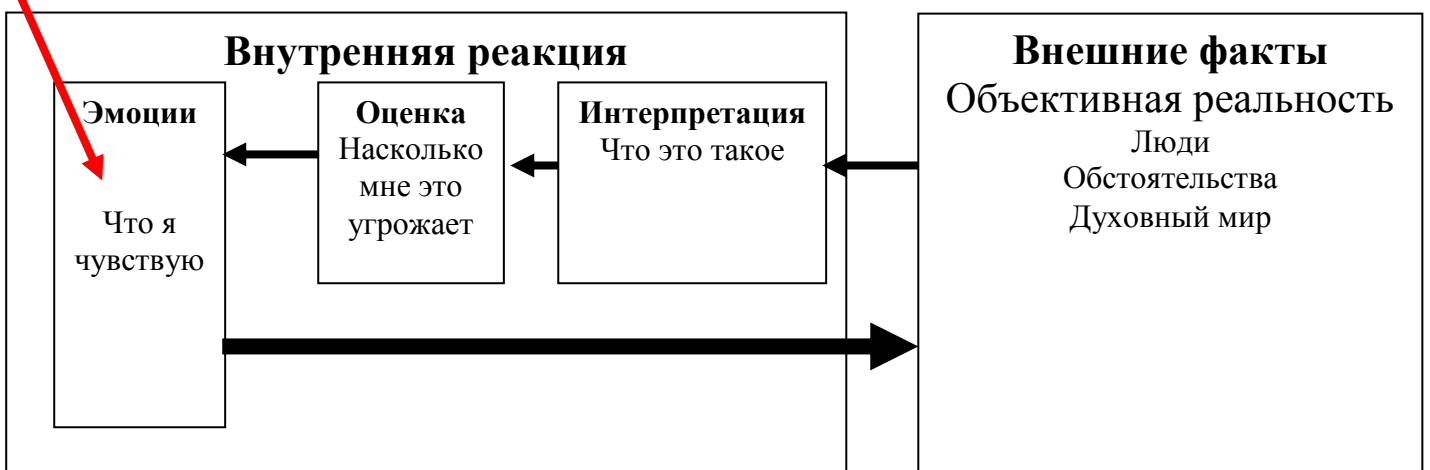 Внутренняя реакция
Эмоции
Что я
чувствую
Оценка
Насколько
мне это
угрожает
Интерпретация
Что это такое
Внешние факты
Объективная реальность
Люди
Обстоятельства
Духовный мир